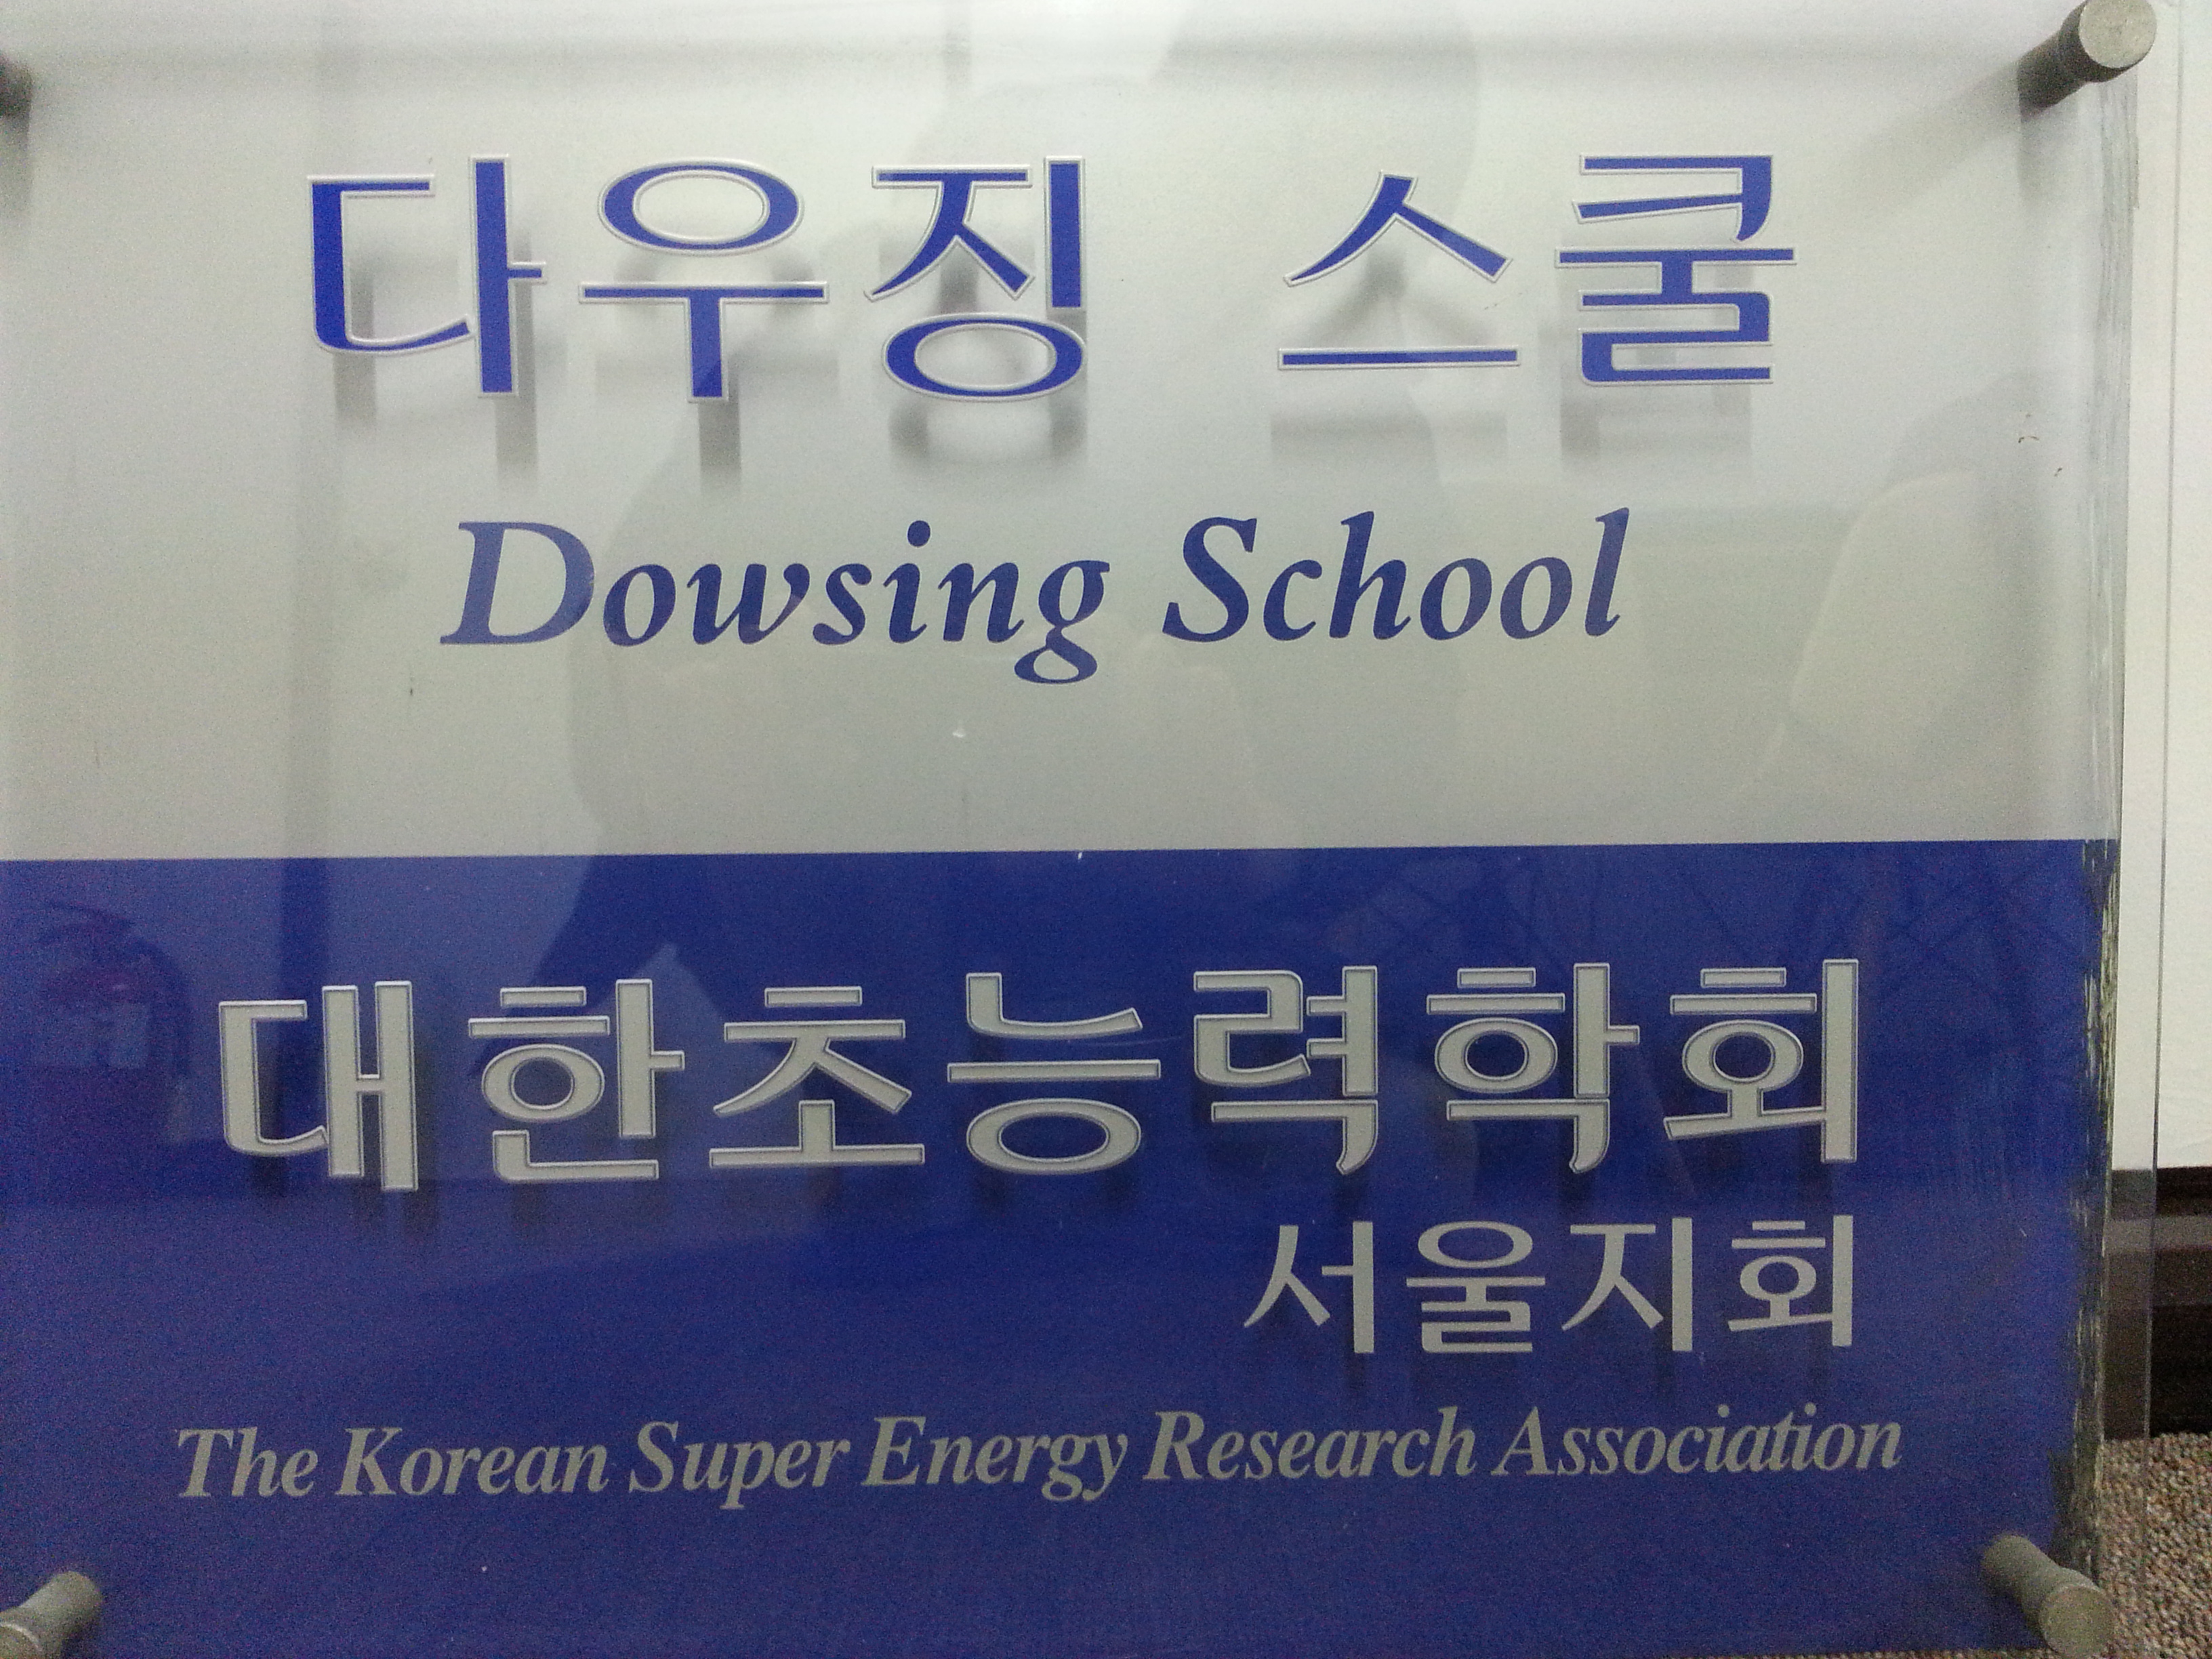 다우징 스쿨
Dowsing School
대한초능력학회
서울지회
The Korean Super Energy Research Association